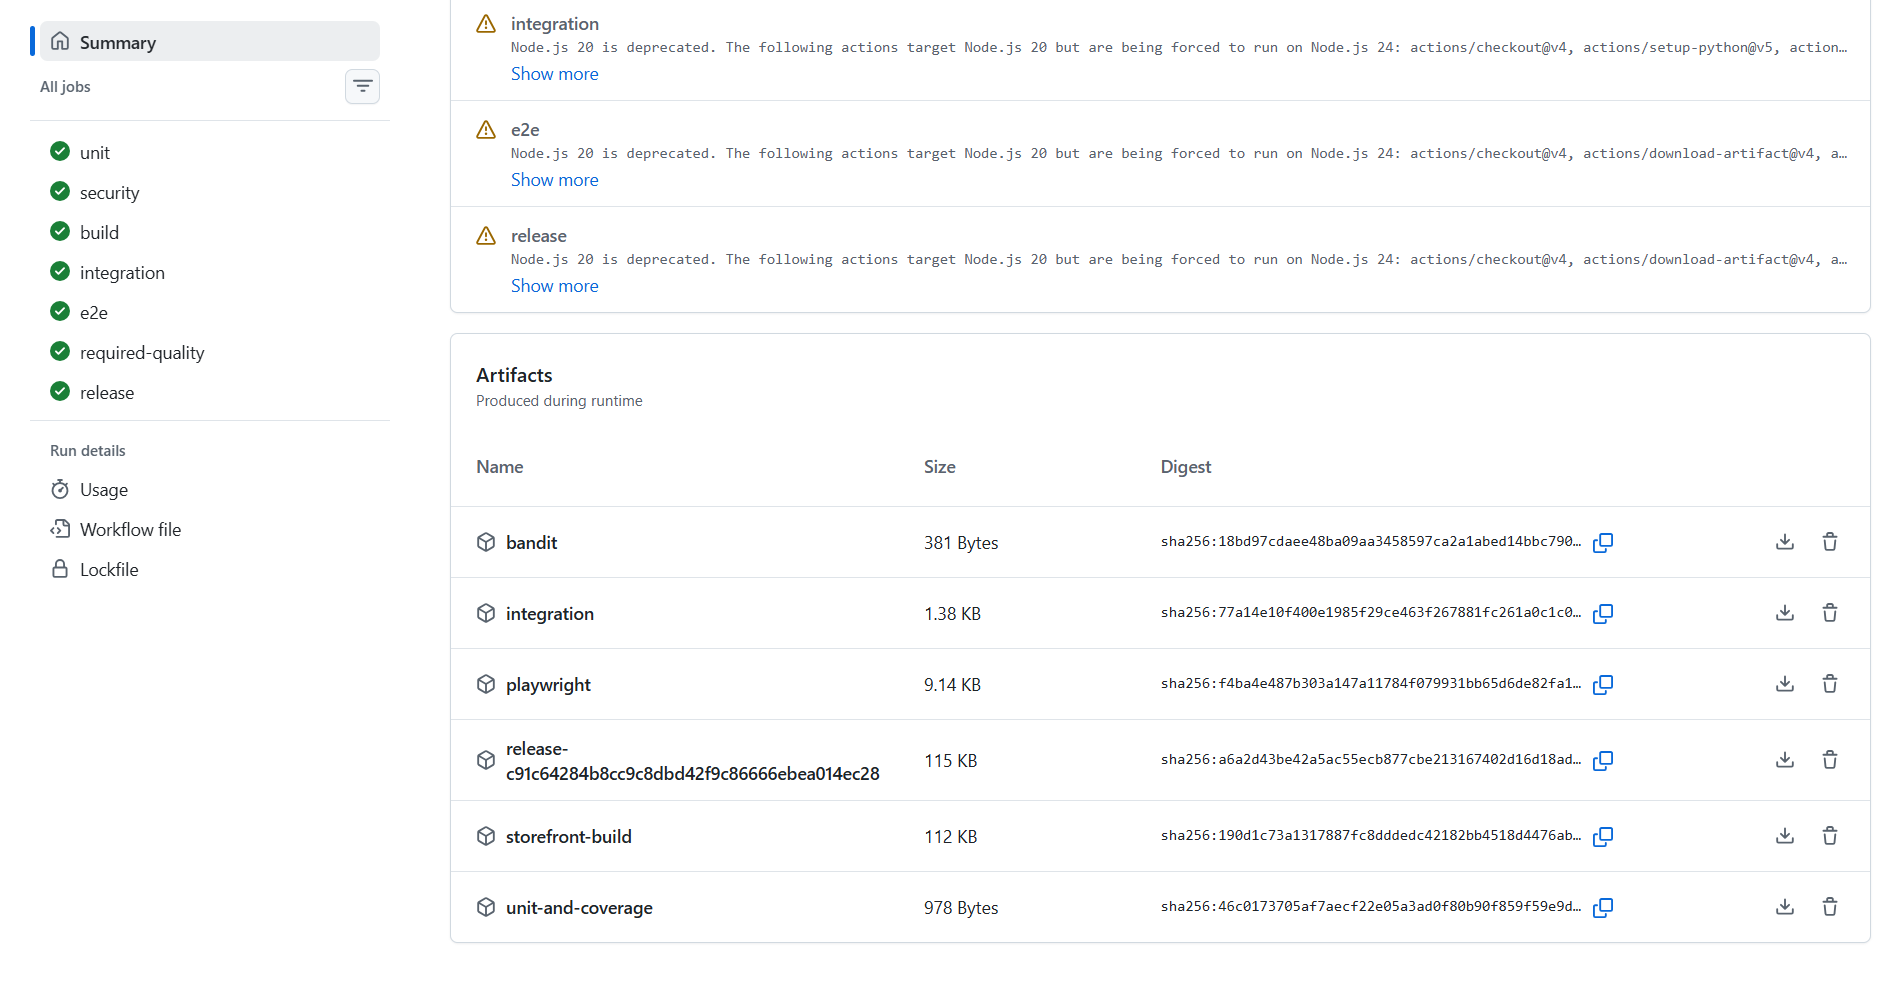 Summary
All jobs
unit
security
build
integration
e2e
required-quality
release
Run details
Usage
Workflow file
Lockfile
integration
Node.js 20 is deprecated. The following actions target Node.js 20 but are being forced to run on Node.js 24: actions/checkout@v4, actions/setup-python@v5, action…
Show more
e2e
Node.js 20 is deprecated. The following actions target Node.js 20 but are being forced to run on Node.js 24: actions/checkout@v4, actions/download-artifact@v4, a…
Show more
release
Node.js 20 is deprecated. The following actions target Node.js 20 but are being forced to run on Node.js 24: actions/checkout@v4, actions/download-artifact@v4, a…
Show more
Artifacts
Produced during runtime
Name Size Digest
bandit 381 Bytes sha256:18bd97cdaee48ba09aa3458597ca2a1abed14bbc790…
integration 1.38 KB sha256:77a14e10f400e1985f29ce463f267881fc261a0c1c0…
playwright 9.14 KB sha256:f4ba4e487b303a147a11784f079931bb65d6de82fa1…
release-
c91c64284b8cc9c8dbd42f9c86666ebea014ec28 115 KB sha256:a6a2d43be42a5ac55ecb877cbe213167402d16d18ad…
storefront-build 112 KB sha256:190d1c73a1317887fc8dddedc42182bb4518d4476ab…
unit-and-coverage 978 Bytes sha256:46c0173705af7aecf22e05a3ad0f80b90f859f59e9d…